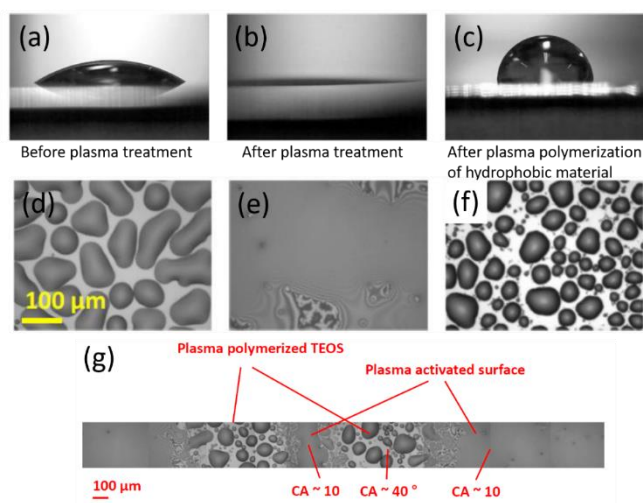 (a)
(b)
(c)
Before plasma treatment
After plasma treatment
After plasma polymerization
of hydrophobic material
(d)
100 µm
(e)
(f)
(g)
Plasma polymerized TEOS
Plasma activated surface
CA ~ 10
CA ~ 40 °
CA ~ 10
100 µm